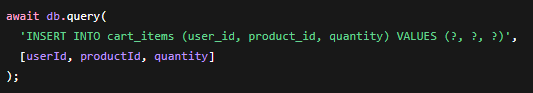 await db.query(
  'INSERT INTO cart_items (user_id, product_id, quantity) VALUES (?, ?, ?)',
  [userId, productId, quantity]
);